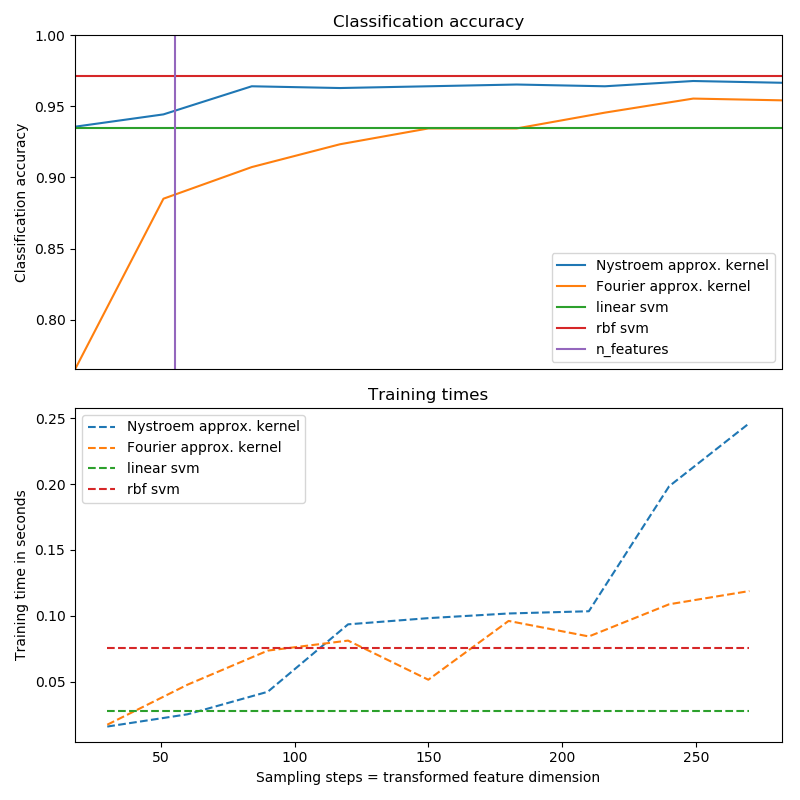 Classification accuracy
1.00
0.95
0.90
0.85
0.80
Classification accuracy
Nystroem approx. kernel
Fourier approx. kernel
linear svm
rbf svm
n_features
Training times
0.25
0.20
0.15
0.10
0.05
Training time in seconds
Nystroem approx. kernel
Fourier approx. kernel
linear svm
rbf svm
50 100 150 200 250
Sampling steps = transformed feature dimension